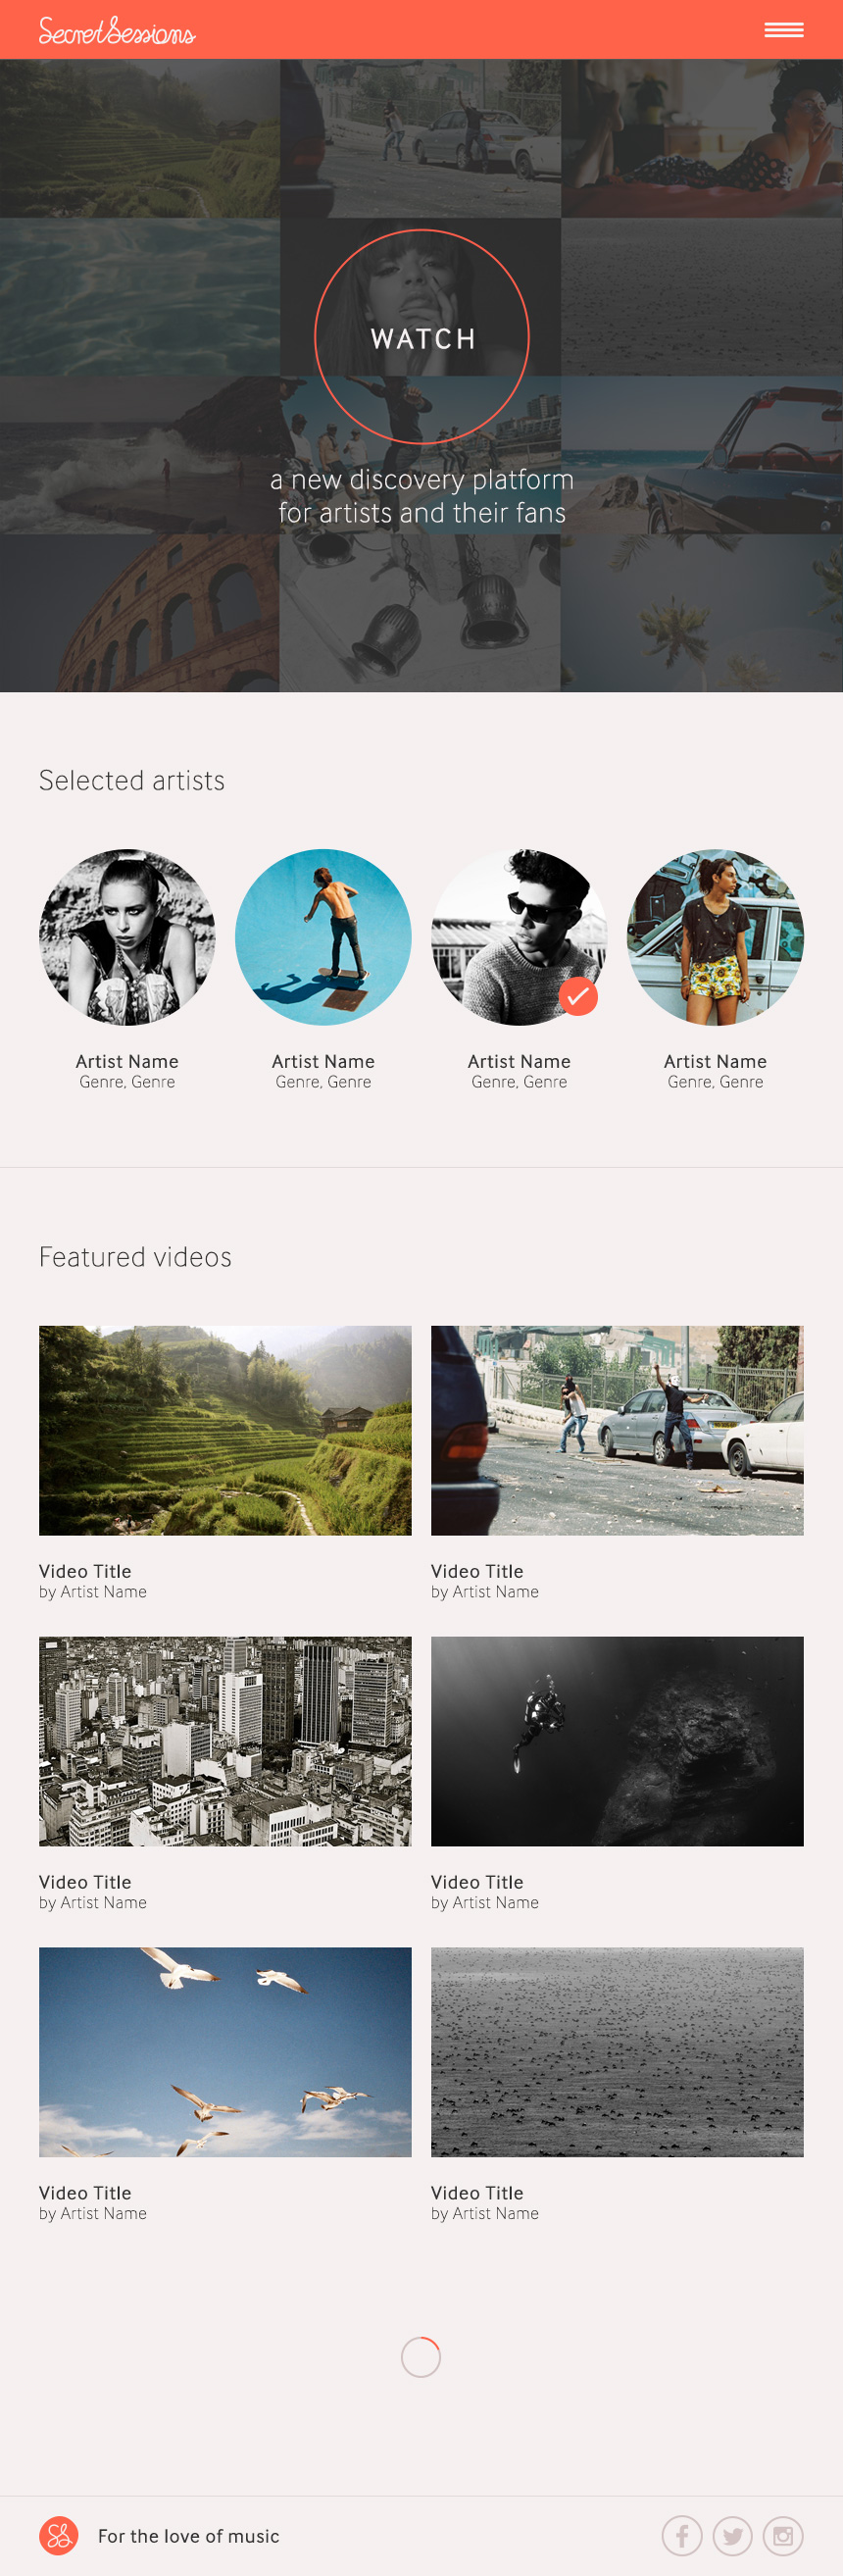 Secret Sessions
WATCH
a new discovery platform
for artists and their fans
Selected artists
Artist Name
Genre, Genre
Artist Name
Genre, Genre
Artist Name
Genre, Genre
Artist Name
Genre, Genre
Featured videos
Video Title
by Artist Name
Video Title
by Artist Name
Video Title
by Artist Name
Video Title
by Artist Name
Video Title
by Artist Name
Video Title
by Artist Name
SS
For the love of music